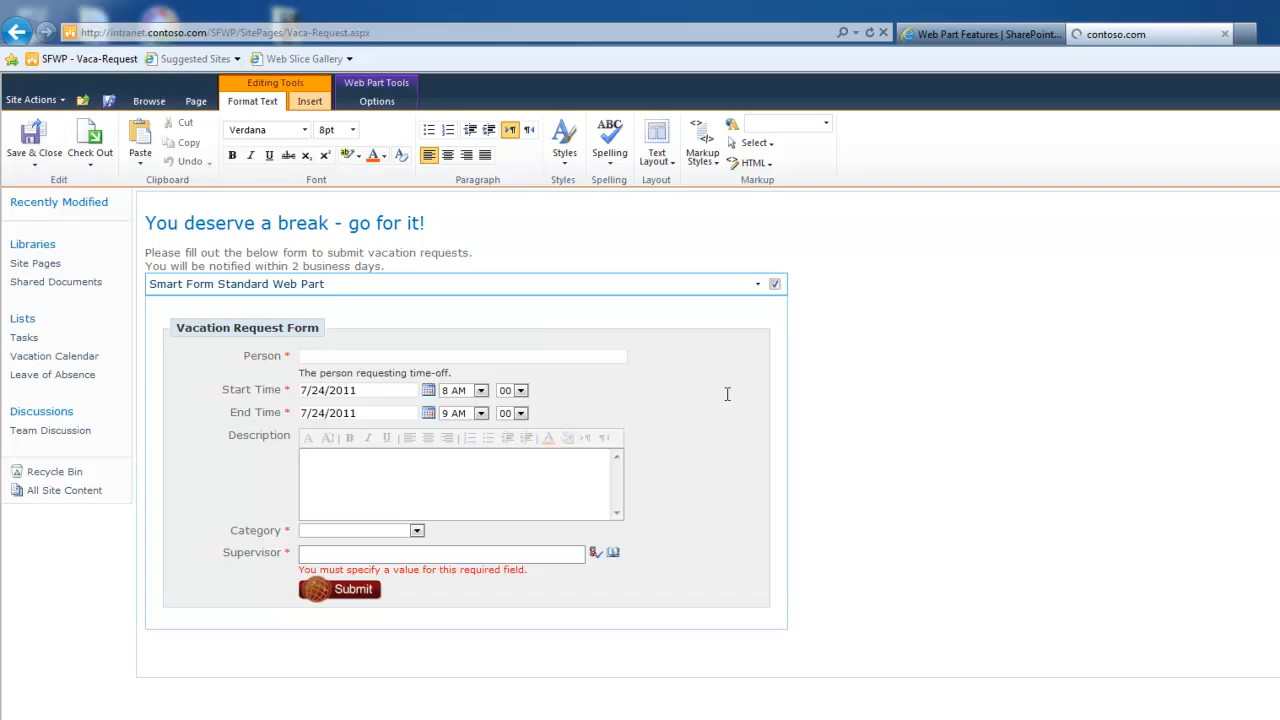 http://intranet.contoso.com/SFWP/SitePages/Vaca-Request.aspx
Web Part Features | SharePoint...
contoso.com
SFWP - Vaca-Request
Suggested Sites
Web Slice Gallery
Editing Tools
Web Part Tools
Site Actions
Browse
Page
Format Text
Insert
Options
Save & Close
Check Out
Paste
Cut
Copy
Undo
Verdana
8pt
B I U abc x₂ x²
ab A
Styles
ABC
Spelling
Text Layout
Markup Styles
Select
HTML
Edit
Clipboard
Font
Paragraph
Styles
Spelling
Layout
Markup
Recently Modified
Libraries
Site Pages
Shared Documents
Lists
Tasks
Vacation Calendar
Leave of Absence
Discussions
Team Discussion
Recycle Bin
All Site Content
You deserve a break - go for it!
Please fill out the below form to submit vacation requests.
You will be notified within 2 business days.
Smart Form Standard Web Part
Vacation Request Form
Person *
The person requesting time-off.
Start Time * 7/24/2011 8 AM 00
End Time * 7/24/2011 9 AM 00
Description
B I U A
Category *
Supervisor *
You must specify a value for this required field.
Submit